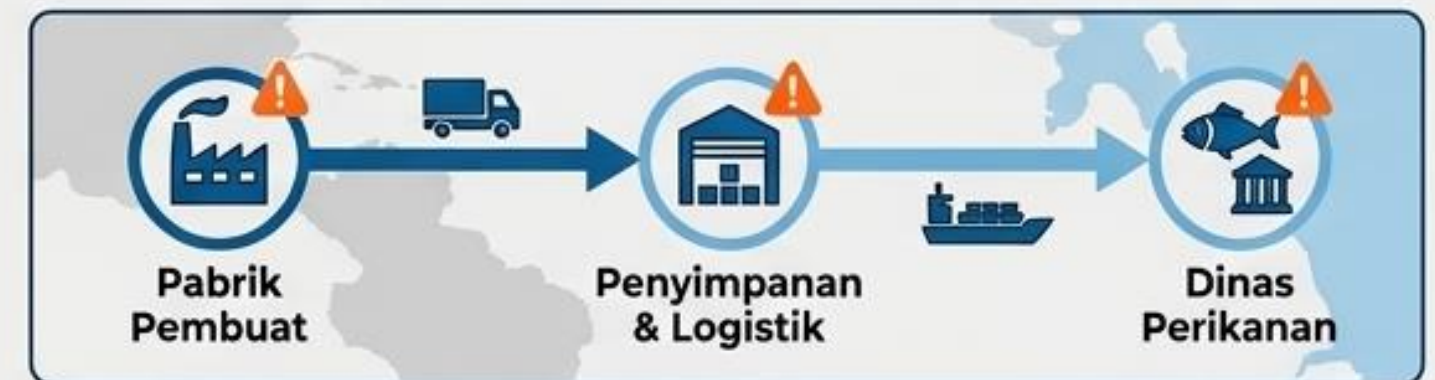 Pabrik
Pembuat
Penyimpanan
& Logistik
Dinas
Perikanan